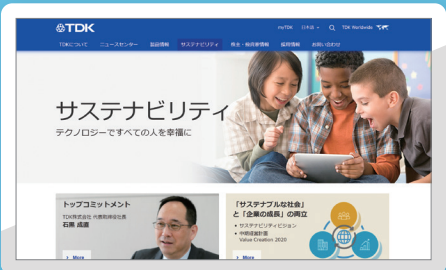 TDK
myTDK 日本語 TDK Worldwide
TDKについて ニュースセンター 製品情報 サステナビリティ 株主・投資家情報 採用情報 お問い合わせ
サステナビリティ
テクノロジーですべての人を幸福に
トップコミットメント
TDK株式会社 代表取締役社長
石黒 成直
> More
「サステナブルな社会」
と「企業の成長」の両立
• サステナビリティビジョン
• 中期経営計画
Value Creation 2020
> More